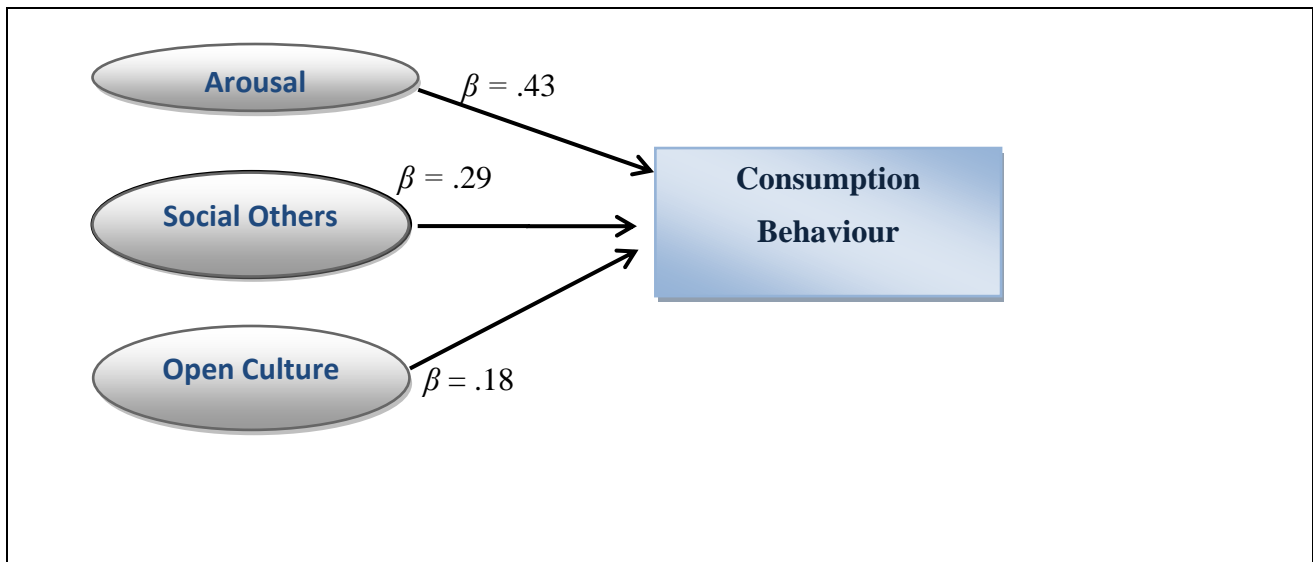 Arousal
β = .43
Social Others
β = .29
Open Culture
β = .18
Consumption
Behaviour